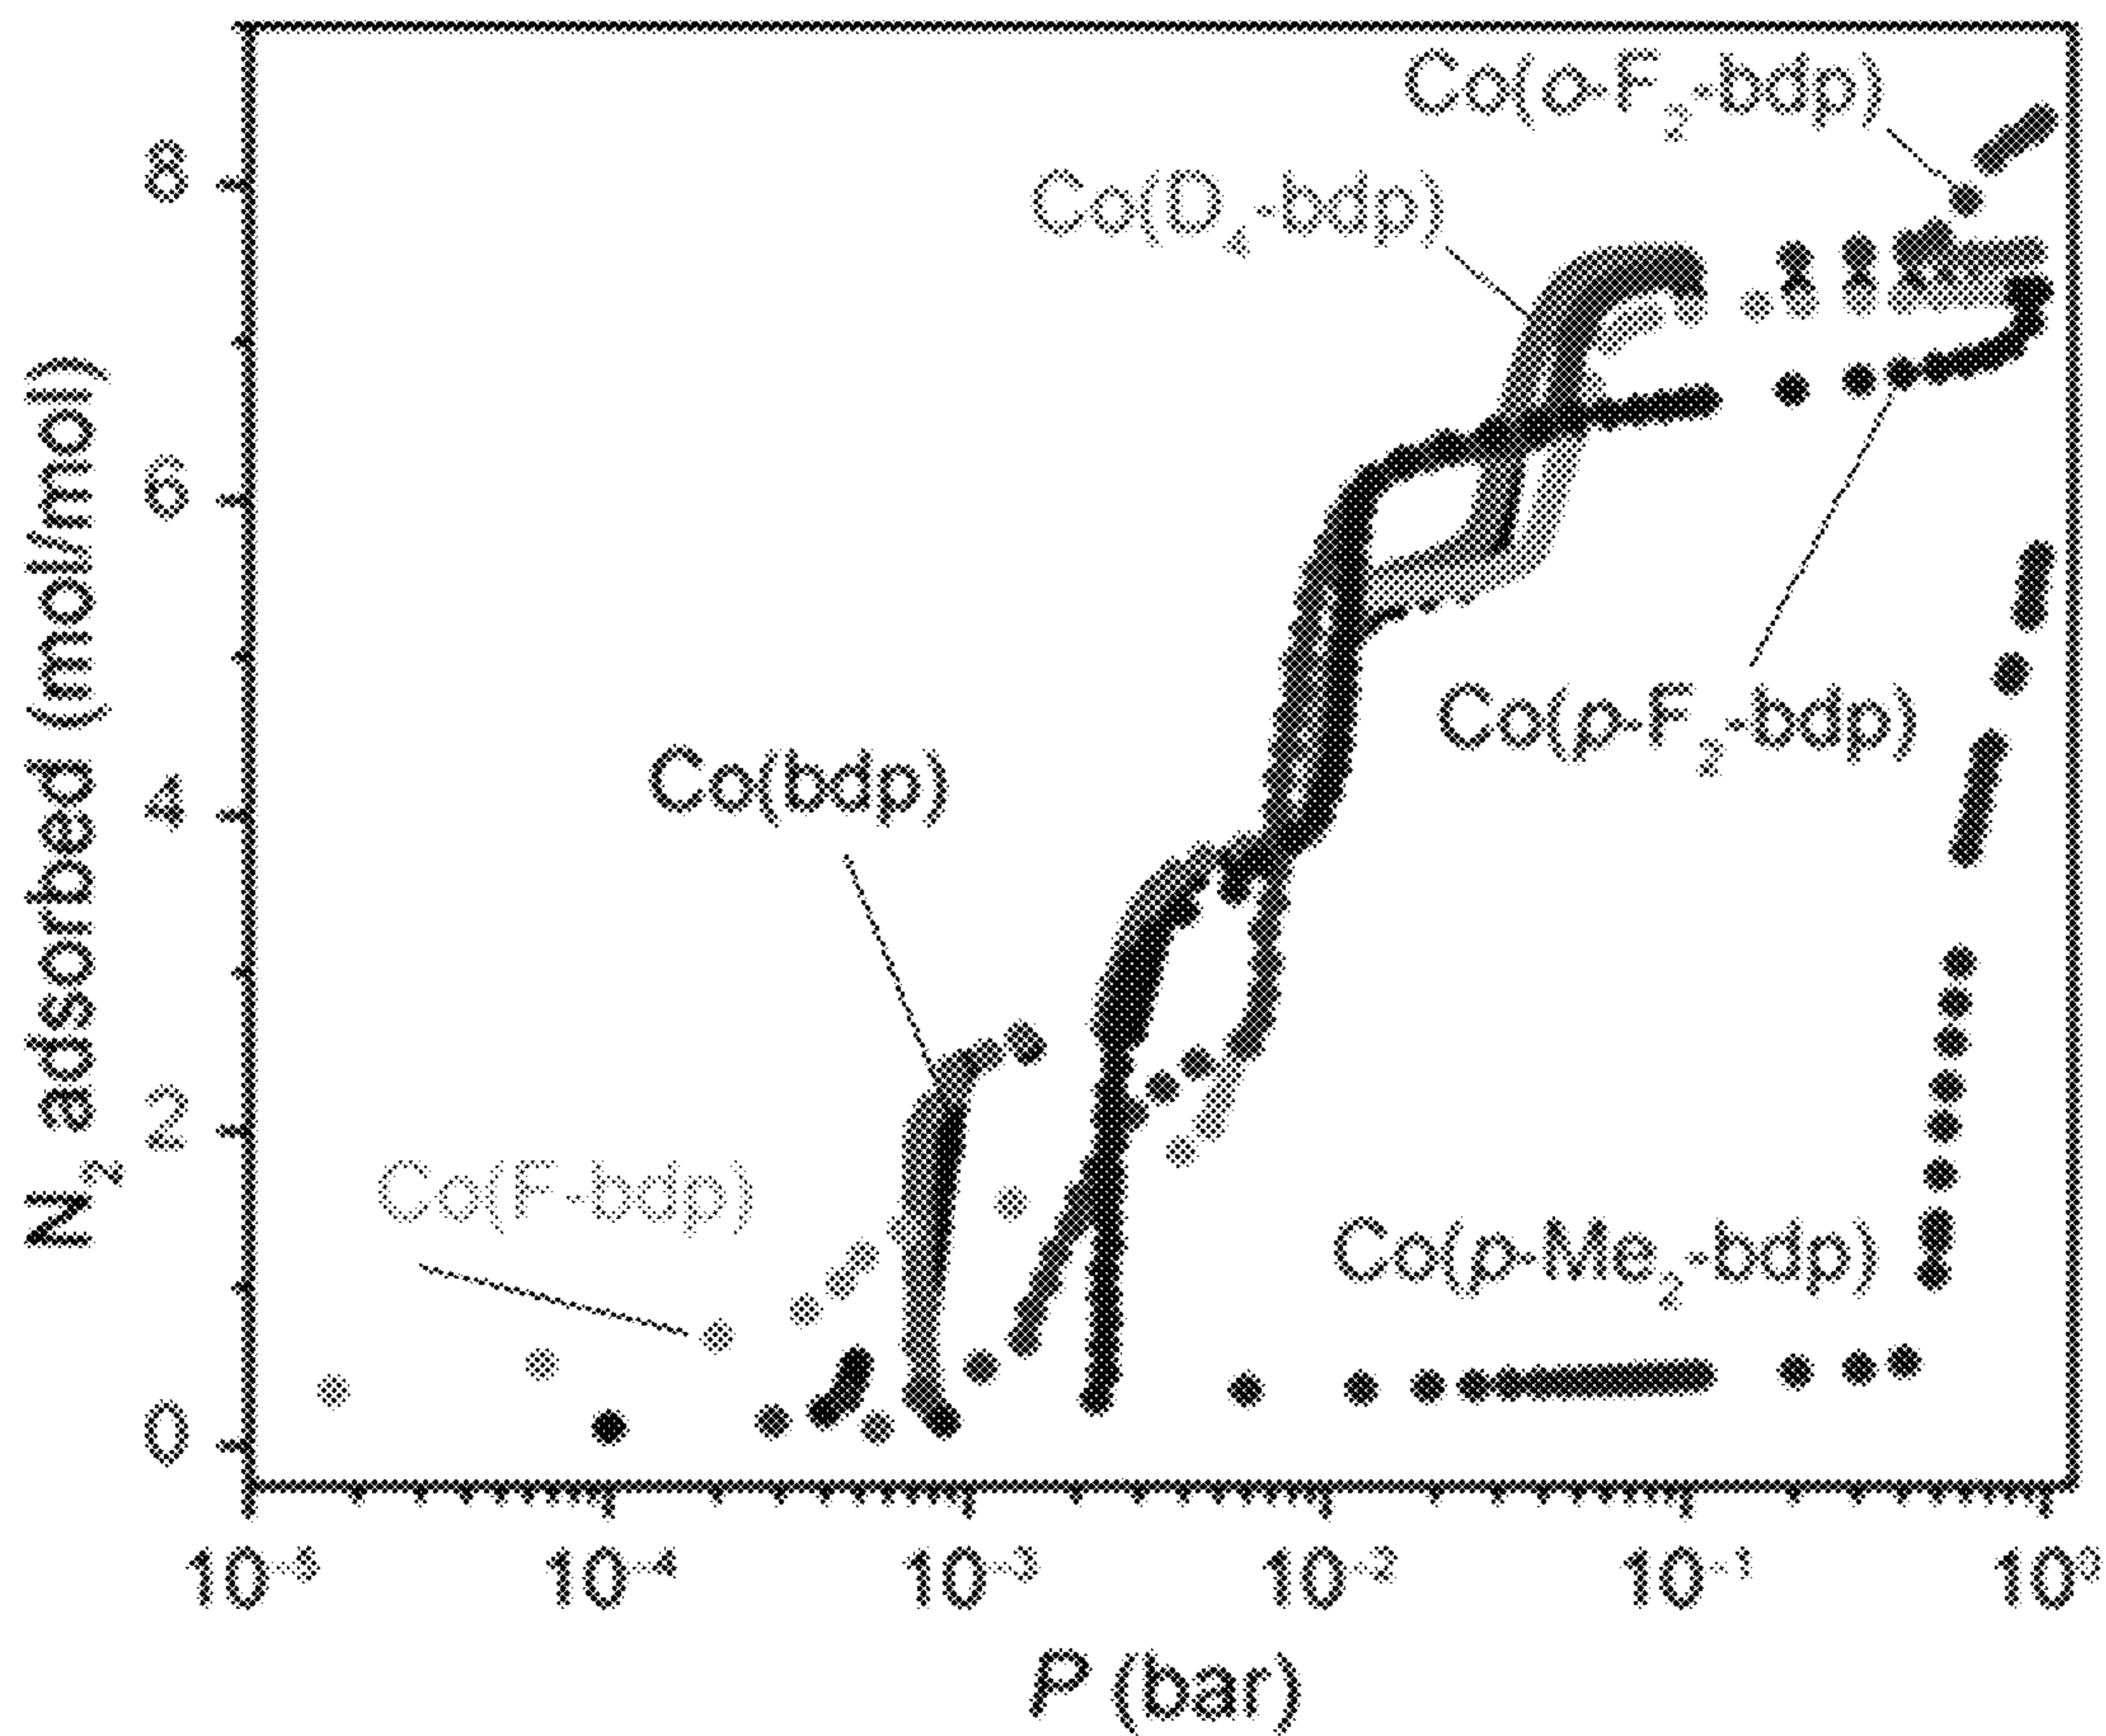 Co(o-F₂-bdp)
Co(D₄-bdp)
8
6
4
2
0
N₂ adsorbed (mol/mol)
Co(p-F₂-bdp)
Co(bdp)
Co(F-bdp)
Co(p-Me₂-bdp)
10⁻⁵ 10⁻⁴ 10⁻³ 10⁻² 10⁻¹ 10⁰
P (bar)